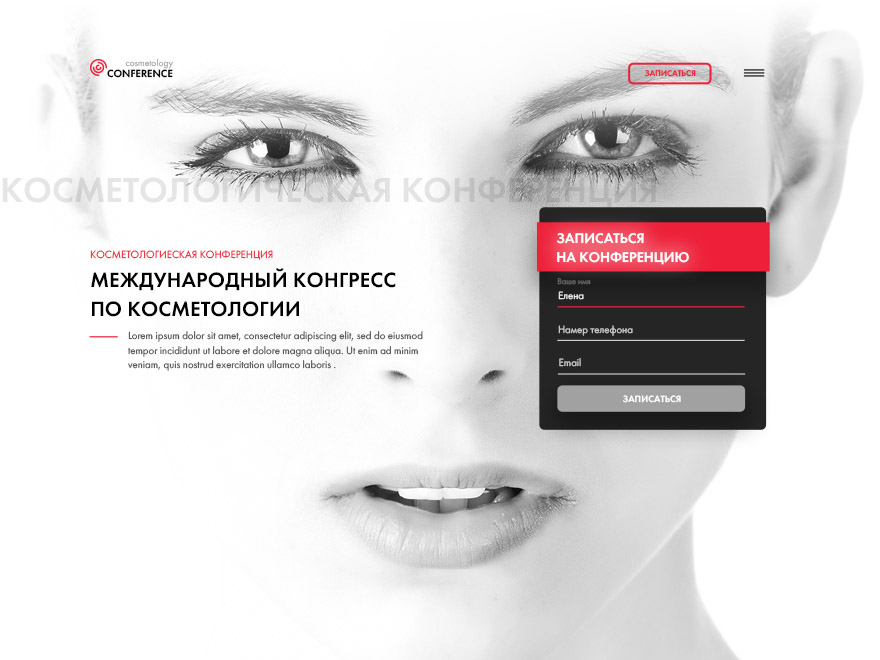 cosmetology
CONFERENCE
ЗАПИСАТЬСЯ
КОСМЕТОЛОГИЧЕСКАЯ КОНФЕРЕНЦИЯ
КОСМЕТОЛОГИЕСКАЯ КОНФЕРЕНЦИЯ
МЕЖДУНАРОДНЫЙ КОНГРЕСС
ПО КОСМЕТОЛОГИИ
Lorem ipsum dolor sit amet, consectetur adipiscing elit, sed do eiusmod
tempor incididunt ut labore et dolore magna aliqua. Ut enim ad minim
veniam, quis nostrud exercitation ullamco laboris .
ЗАПИСАТЬСЯ
НА КОНФЕРЕНЦИЮ
Ваше имя
Елена
Намер телефона
Email
ЗАПИСАТЬСЯ